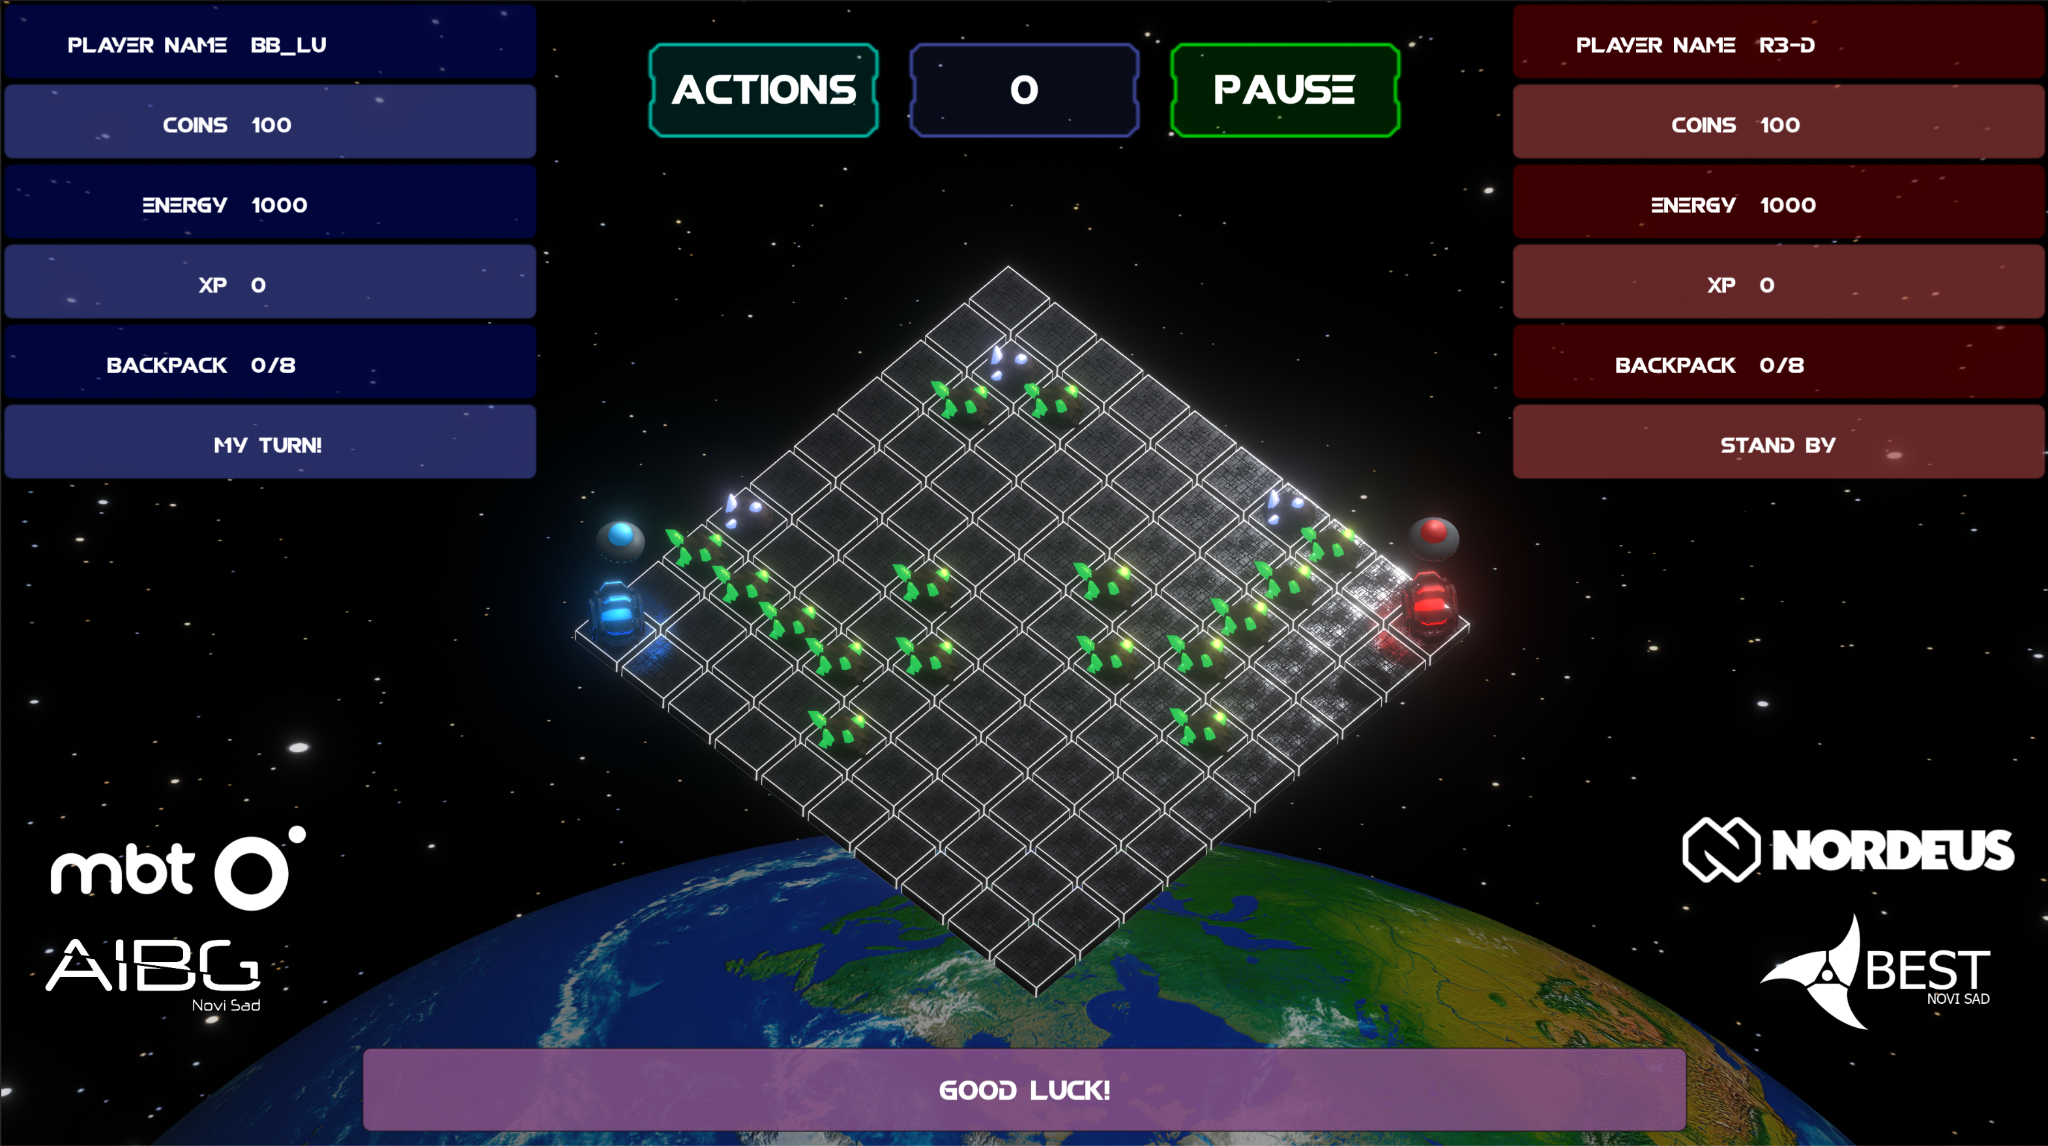 PLAYER NAME BB_LU
COINS 100
ENERGY 1000
XP 0
BACKPACK 0/8
MY TURN!
ACTIONS
0
PAUSE
PLAYER NAME R3-D
COINS 100
ENERGY 1000
XP 0
BACKPACK 0/8
STAND BY
mbt
AIBG
Novi Sad
NORDEUS
BEST
NOVI SAD
GOOD LUCK!